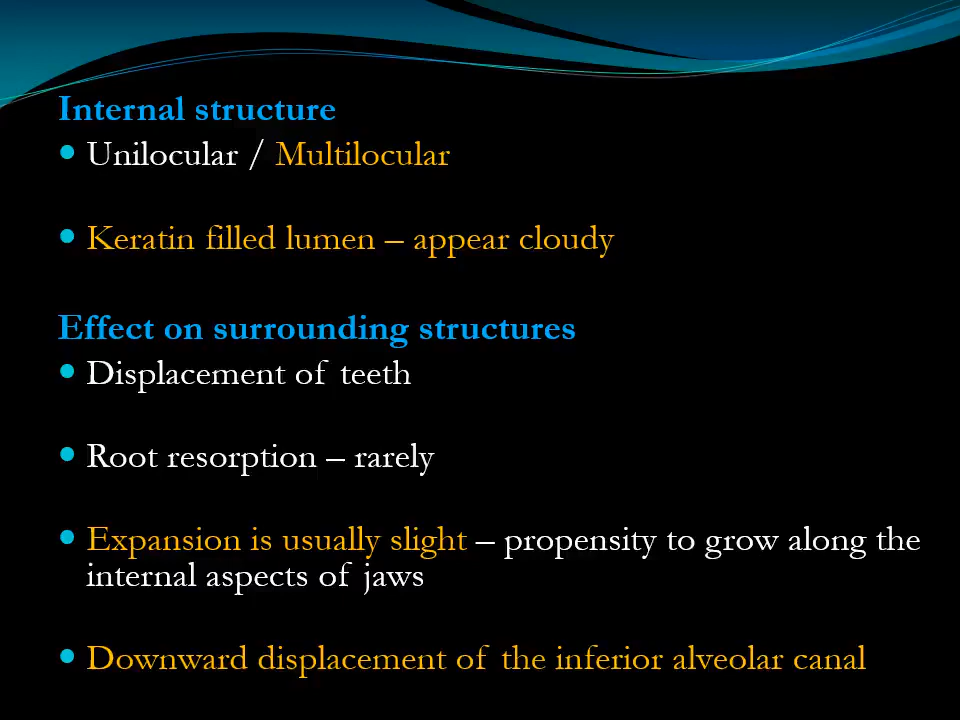 Internal structure
• Unilocular / Multilocular
• Keratin filled lumen – appear cloudy
Effect on surrounding structures
• Displacement of teeth
• Root resorption – rarely
• Expansion is usually slight – propensity to grow along the
internal aspects of jaws
• Downward displacement of the inferior alveolar canal